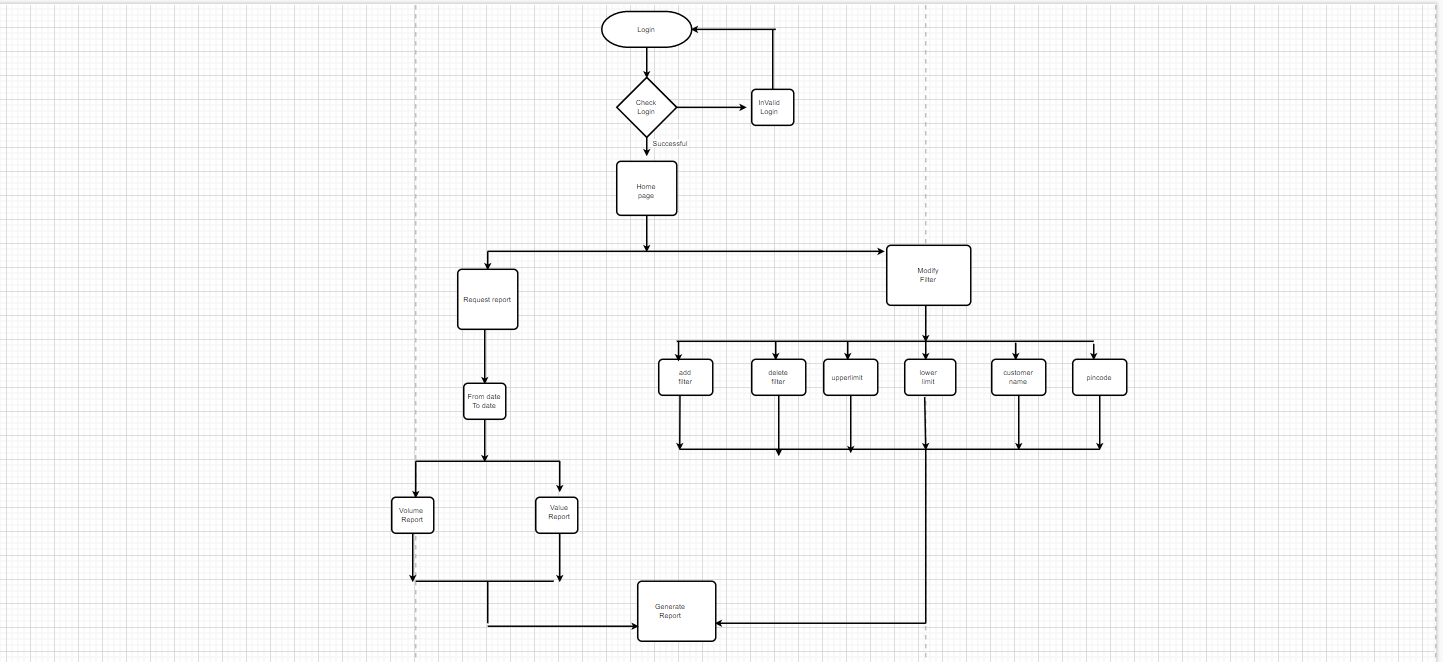 Login
Check
Login
InValid
Login
Successful
Home
page
Modify
Filter
Request report
add
filter
delete
filter
upperlimit
lower
limit
customer
name
pincode
From date
To date
Volume
Report
Value
Report
Generate
Report